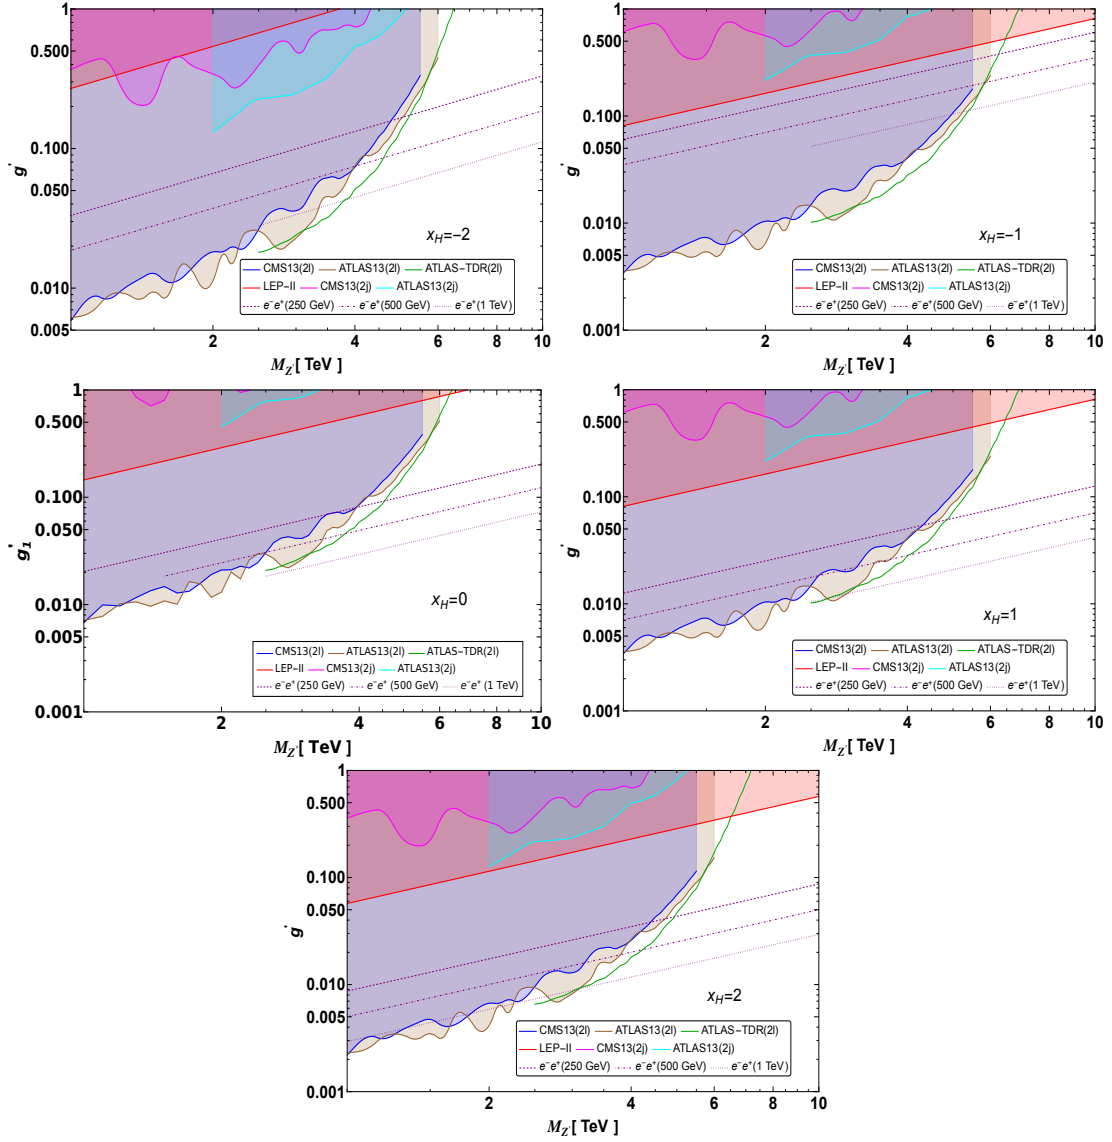 1
0.500
0.100
0.050
0.010
0.005
g'
x_H=−2
CMS13(2l) ATLAS13(2l) ATLAS−TDR(2l)
LEP−II CMS13(2j) ATLAS13(2j)
e⁻e⁺(250 GeV) e⁻e⁺(500 GeV) e⁻e⁺(1 TeV)
2 4 6 8 10
M_Z'[ TeV ]
1
0.500
0.100
0.050
0.010
0.005
0.001
g'
x_H=−1
CMS13(2l) ATLAS13(2l) ATLAS−TDR(2l)
LEP−II CMS13(2j) ATLAS13(2j)
e⁻e⁺(250 GeV) e⁻e⁺(500 GeV) e⁻e⁺(1 TeV)
2 4 6 8 10
M_Z'[ TeV ]
1
0.500
0.100
0.050
0.010
0.005
0.001
g'_1
x_H=0
CMS13(2l) ATLAS13(2l) ATLAS−TDR(2l)
LEP−II CMS13(2j) ATLAS13(2j)
e⁻e⁺(250 GeV) e⁻e⁺ (500 GeV) e⁻e⁺(1 TeV)
2 4 6 8 10
M_Z'[ TeV ]
1
0.500
0.100
0.050
0.010
0.005
0.001
g'
x_H=1
CMS13(2l) ATLAS13(2l) ATLAS−TDR(2l)
LEP−II CMS13(2j) ATLAS13(2j)
e⁻e⁺(250 GeV) e⁻e⁺(500 GeV) e⁻e⁺(1 TeV)
2 4 6 8 10
M_Z'[ TeV ]
1
0.500
0.100
0.050
0.010
0.005
0.001
g'
x_H=2
CMS13(2l) ATLAS13(2l) ATLAS−TDR(2l)
LEP−II CMS13(2j) ATLAS13(2j)
e⁻e⁺(250 GeV) e⁻e⁺(500 GeV) e⁻e⁺(1 TeV)
2 4 6 8 10
M_Z'[ TeV ]